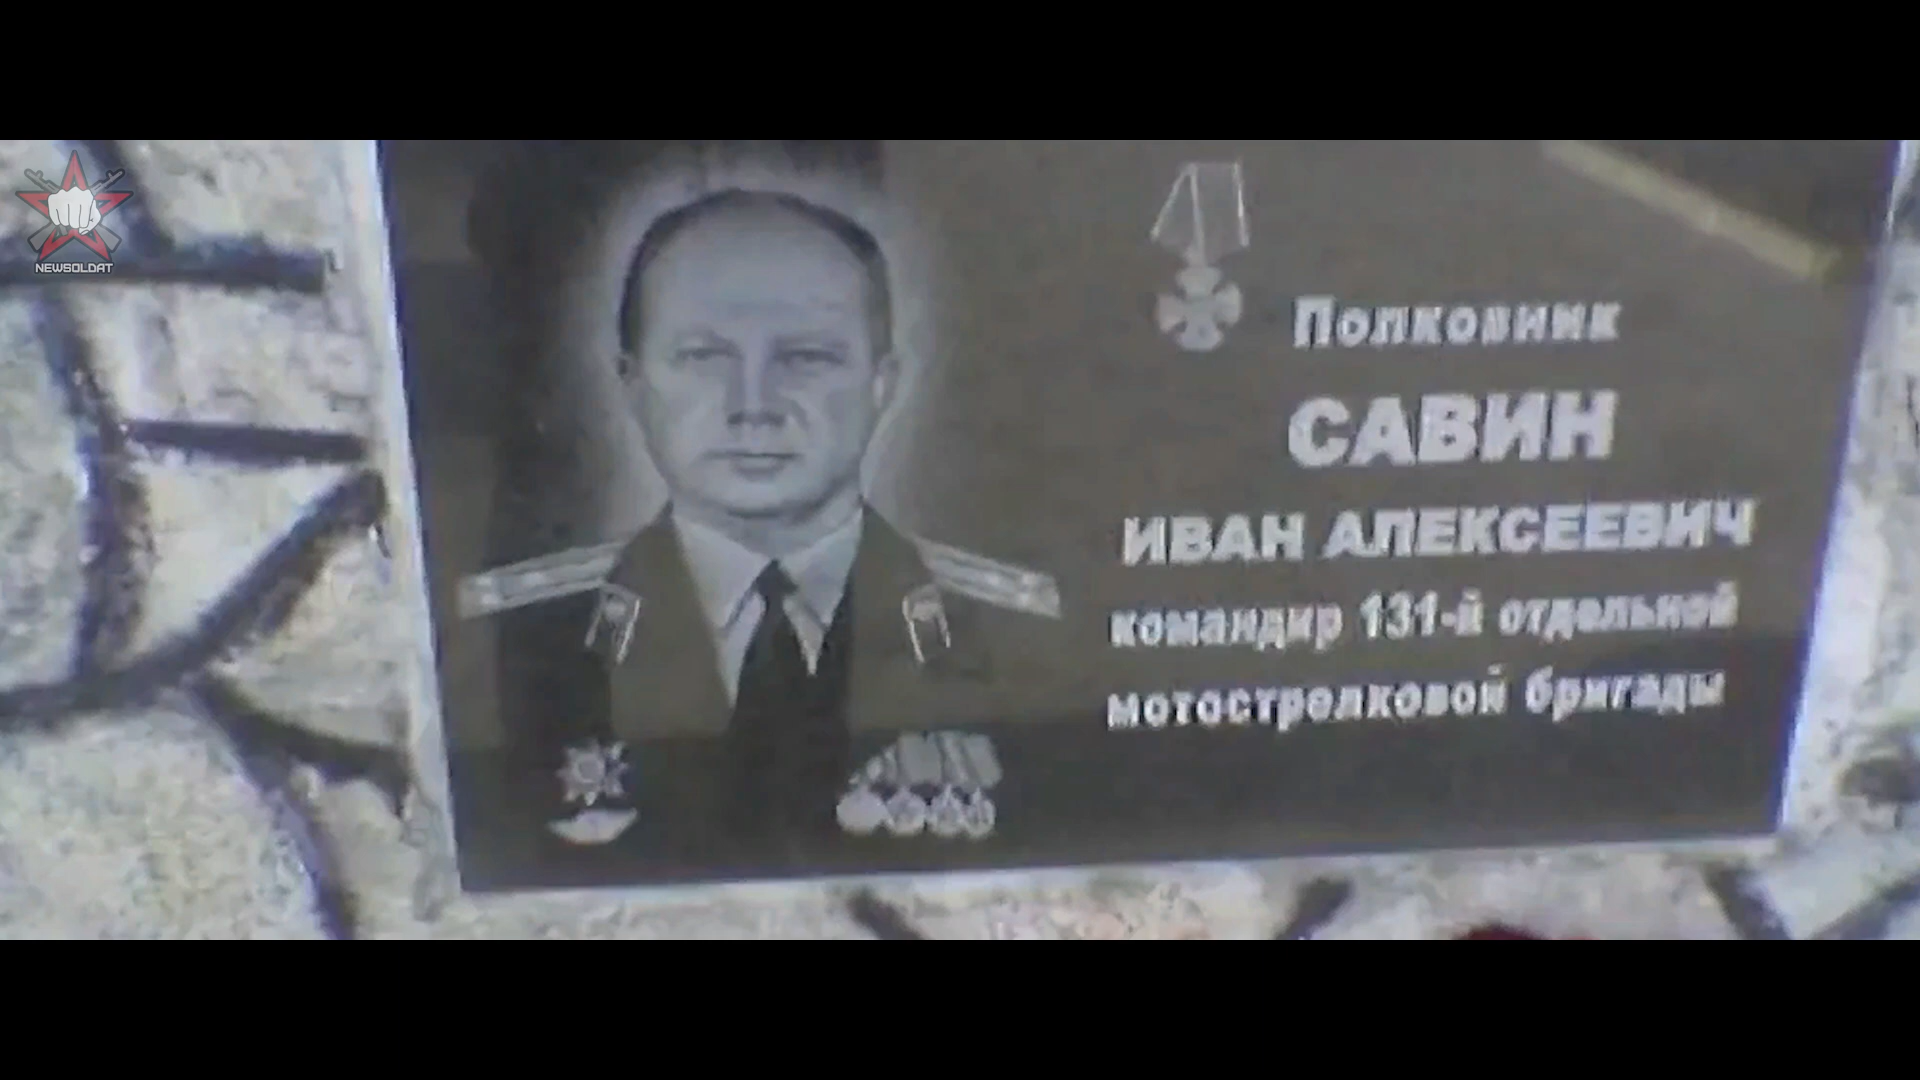 NEWSOLDAT
Полковник
САВИН
ИВАН АЛЕКСЕЕВИЧ
командир 131-й отдельной
мотострелковой бригады